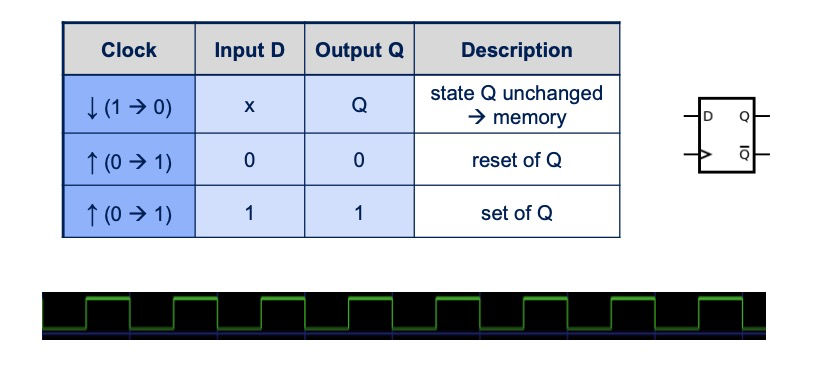 Clock Input D Output Q Description
↓ (1 → 0) x Q state Q unchanged
→ memory
↑ (0 → 1) 0 0 reset of Q
↑ (0 → 1) 1 1 set of Q
D Q
Q̅